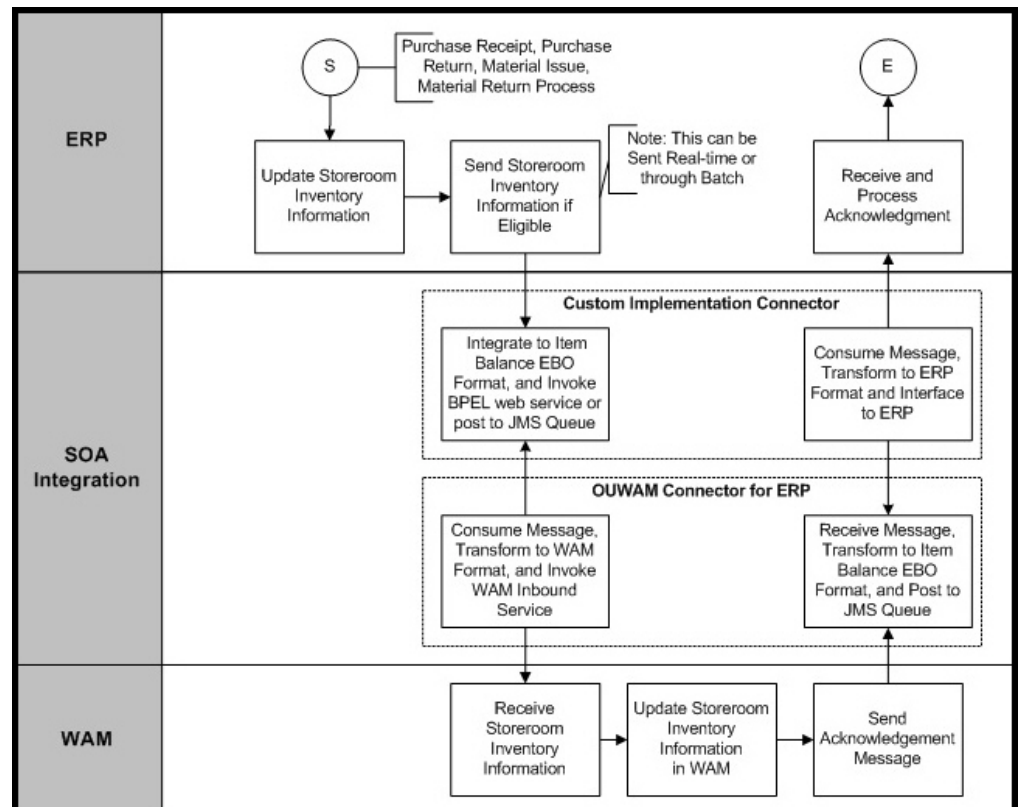 S
Purchase Receipt, Purchase
Return, Material Issue,
Material Return Process
E
ERP
Update Storeroom
Inventory
Information
Send Storeroom
Inventory
Information if
Eligible
Note: This can be
Sent Real-time or
through Batch
Receive and
Process
Acknowledgment
SOA
Integration
Custom Implementation Connector
Integrate to Item
Balance EBO
Format, and Invoke
BPEL web service or
post to JMS Queue
Consume Message,
Transform to ERP
Format and Interface
to ERP
OUWAM Connector for ERP
Consume Message,
Transform to WAM
Format, and Invoke
WAM Inbound
Service
Receive Message,
Transform to Item
Balance EBO
Format, and Post to
JMS Queue
WAM
Receive
Storeroom
Inventory
Information
Update Storeroom
Inventory
Information
in WAM
Send
Acknowledgement
Message